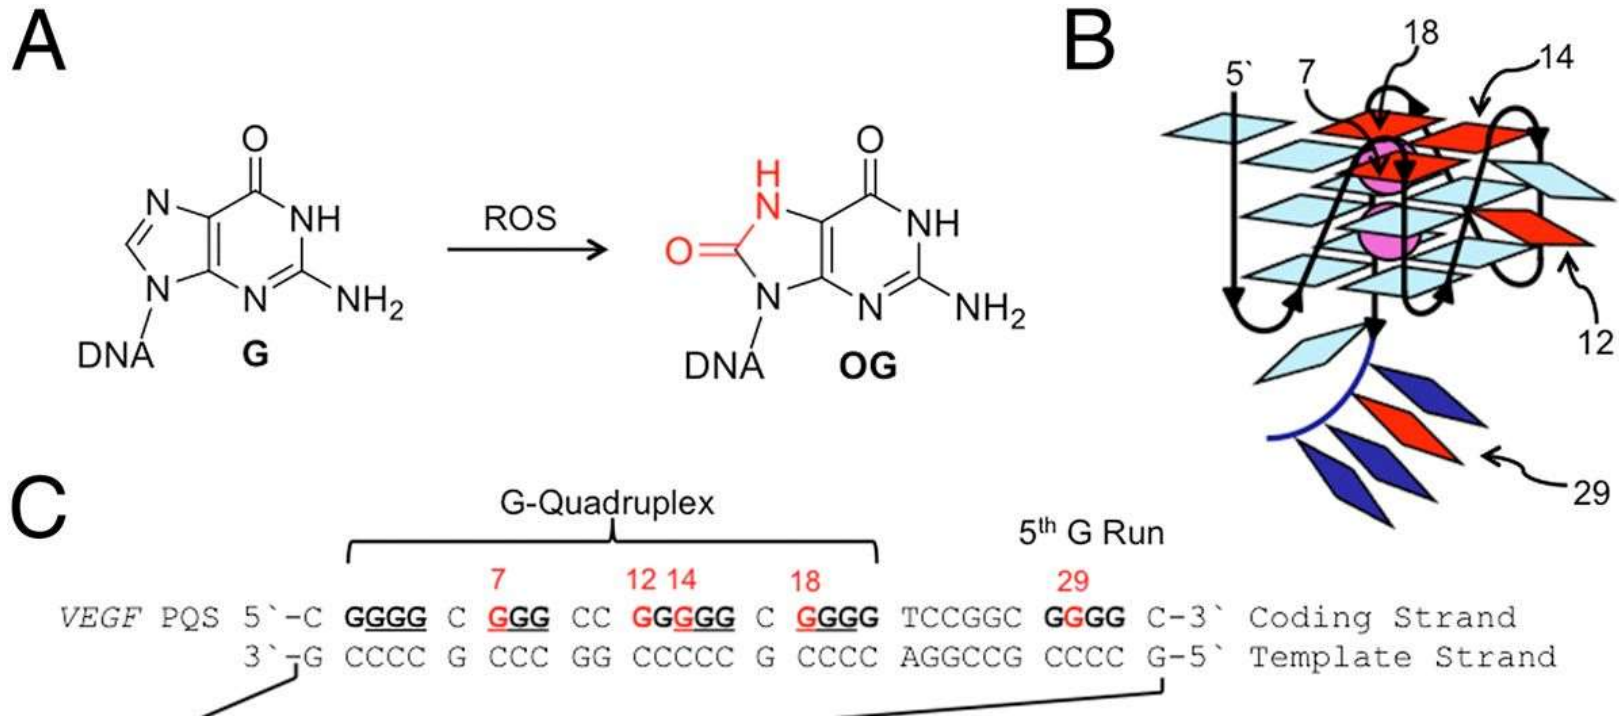 A
O
N
NH
N
N
NH₂
DNA
G
ROS
H
N
O
O
NH
N
N
NH₂
DNA
OG
B
5`
7
18
14
12
29
C
G-Quadruplex
5th G Run
7 12 14 18 29
VEGF PQS 5`-C GGGG C GGG CC GGGGG C GGGG TCCGGC GGGG C-3` Coding Strand
3`-G CCCC G CCC GG CCCCC G CCCC AGGCCG CCCC G-5` Template Strand